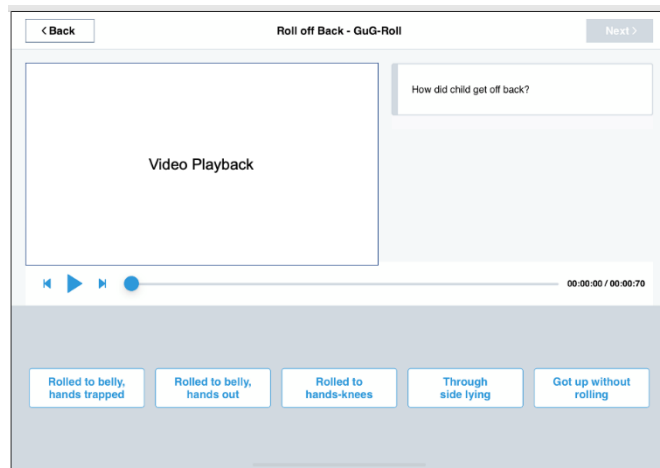 < Back
Roll off Back - GuG-Roll
Next >
How did child get off back?
Video Playback
00:00:00 / 00:00:70
Rolled to belly,
hands trapped
Rolled to belly,
hands out
Rolled to
hands-knees
Through
side lying
Got up without
rolling